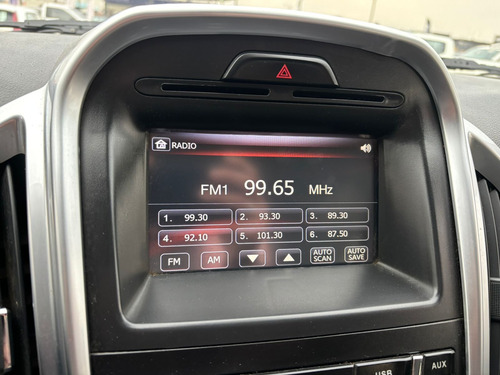 RADIO
FM1 99.65 MHz
1. 99.30 2. 93.30 3. 89.30
4. 92.10 5. 101.30 6. 87.50
FM AM AUTO SCAN AUTO SAVE
USB AUX